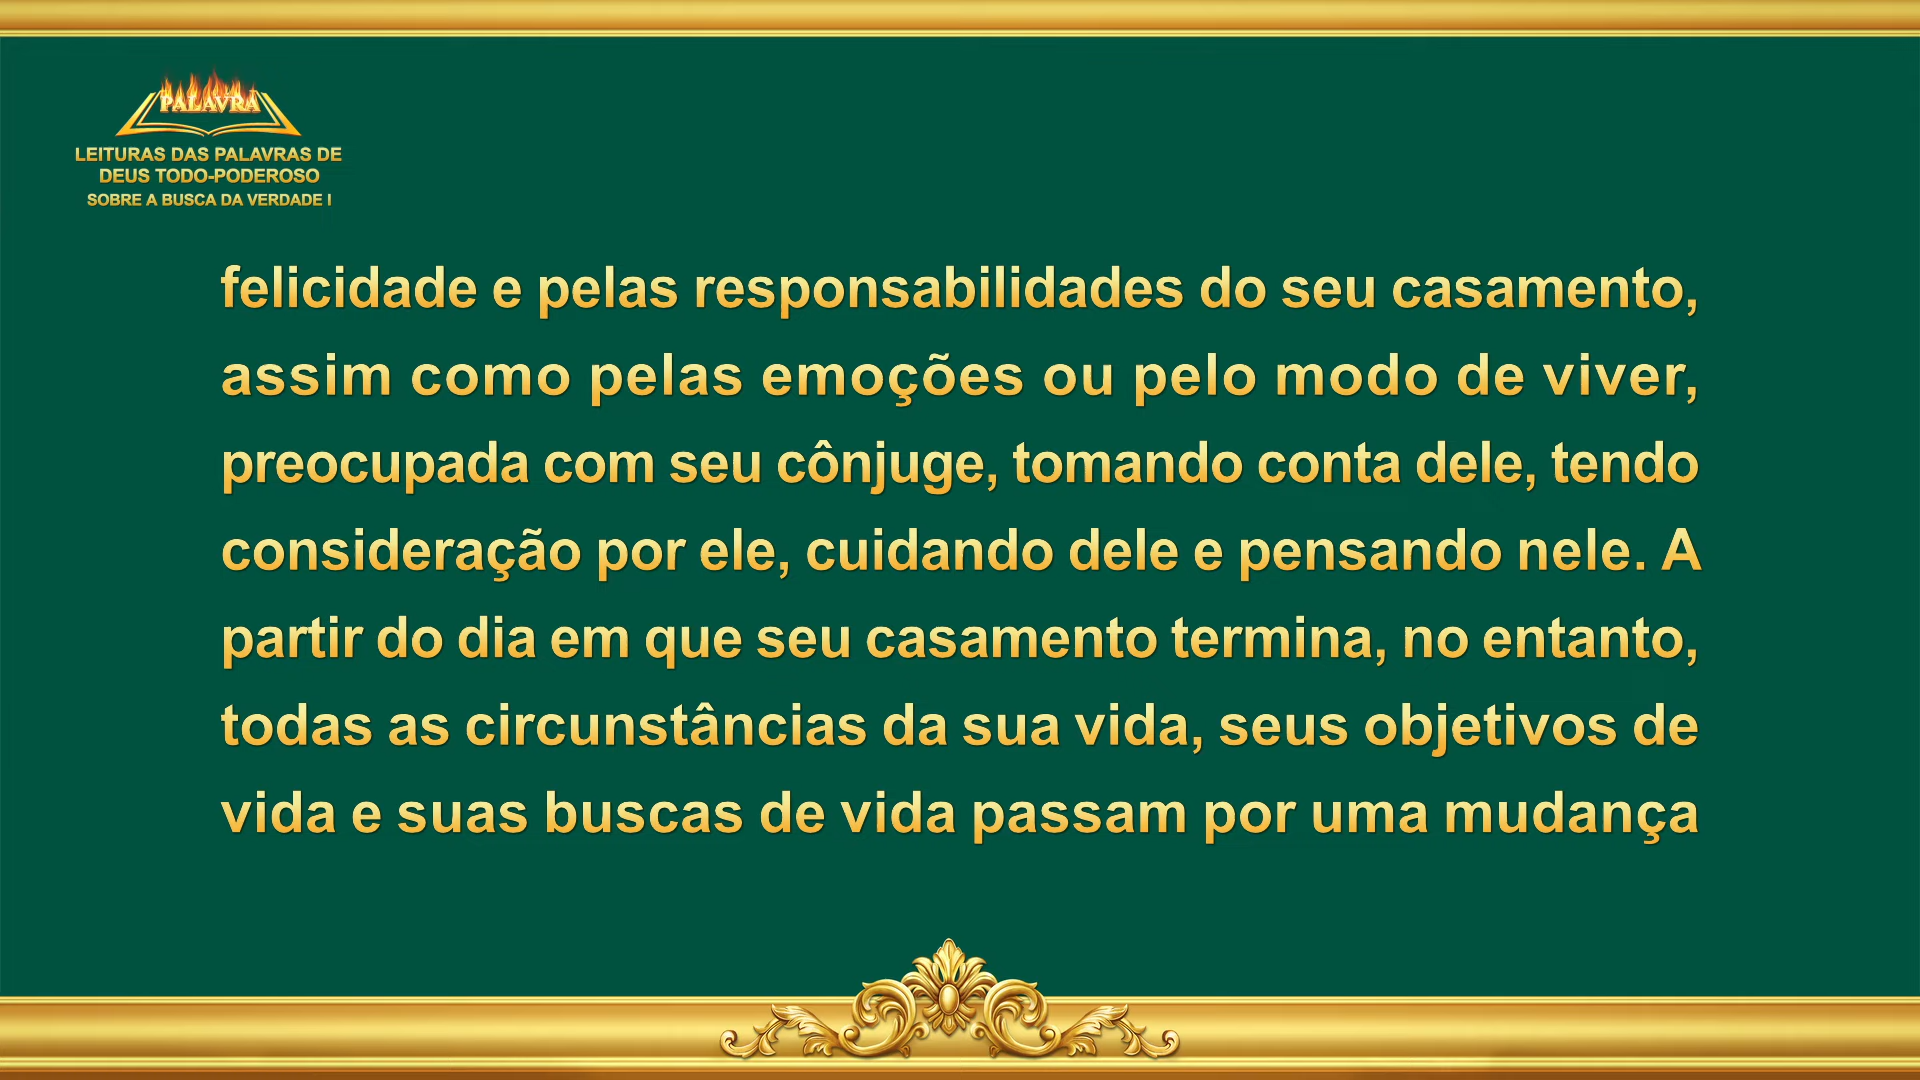 PALAVRA
LEITURAS DAS PALAVRAS DE
DEUS TODO-PODEROSO
SOBRE A BUSCA DA VERDADE I
felicidade e pelas responsabilidades do seu casamento,
assim como pelas emoções ou pelo modo de viver,
preocupada com seu cônjuge, tomando conta dele, tendo
consideração por ele, cuidando dele e pensando nele. A
partir do dia em que seu casamento termina, no entanto,
todas as circunstâncias da sua vida, seus objetivos de
vida e suas buscas de vida passam por uma mudança